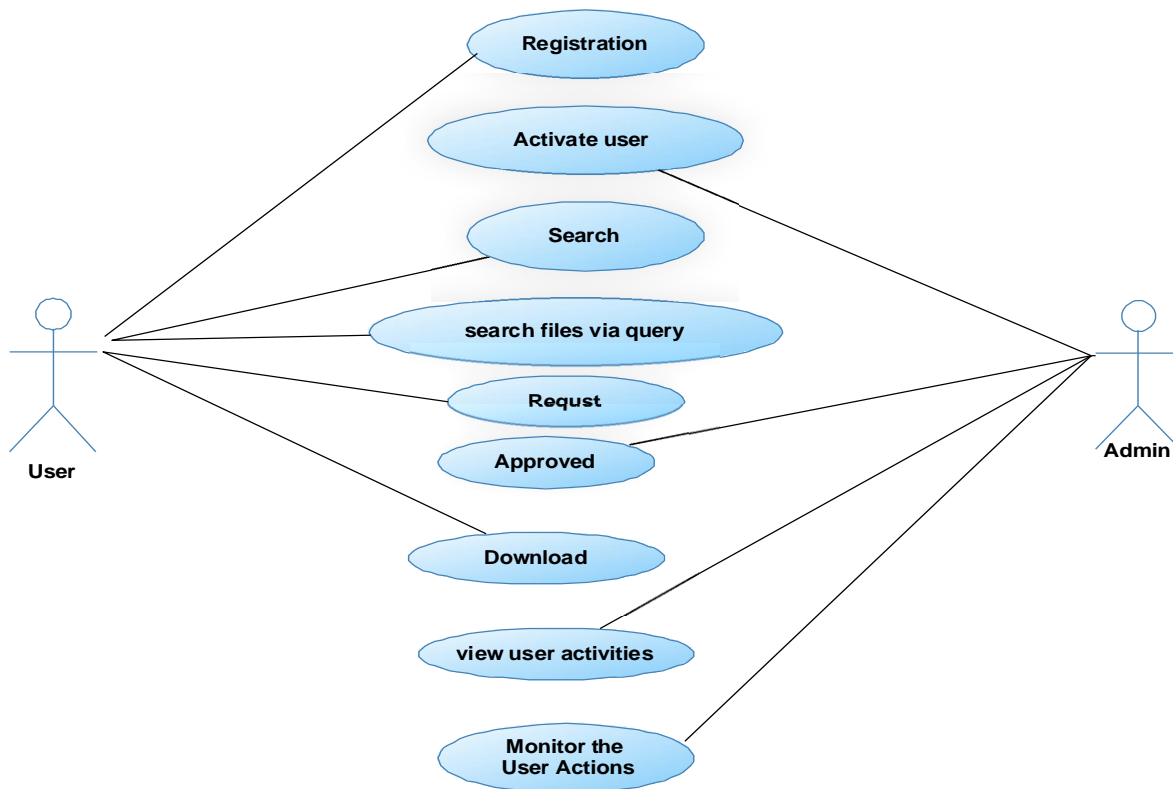 Registration
Activate user
Search
search files via query
Requst
Approved
User
Admin
Download
view user activities
Monitor the
User Actions